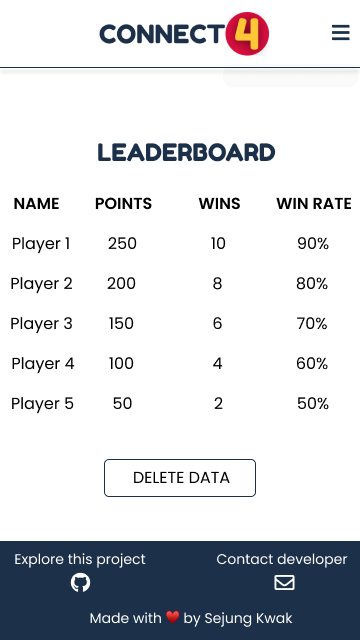 CONNECT 4
LEADERBOARD
NAME POINTS WINS WIN RATE
Player 1 250 10 90%
Player 2 200 8 80%
Player 3 150 6 70%
Player 4 100 4 60%
Player 5 50 2 50%
DELETE DATA
Explore this project Contact developer
Made with ❤️ by Sejung Kwak